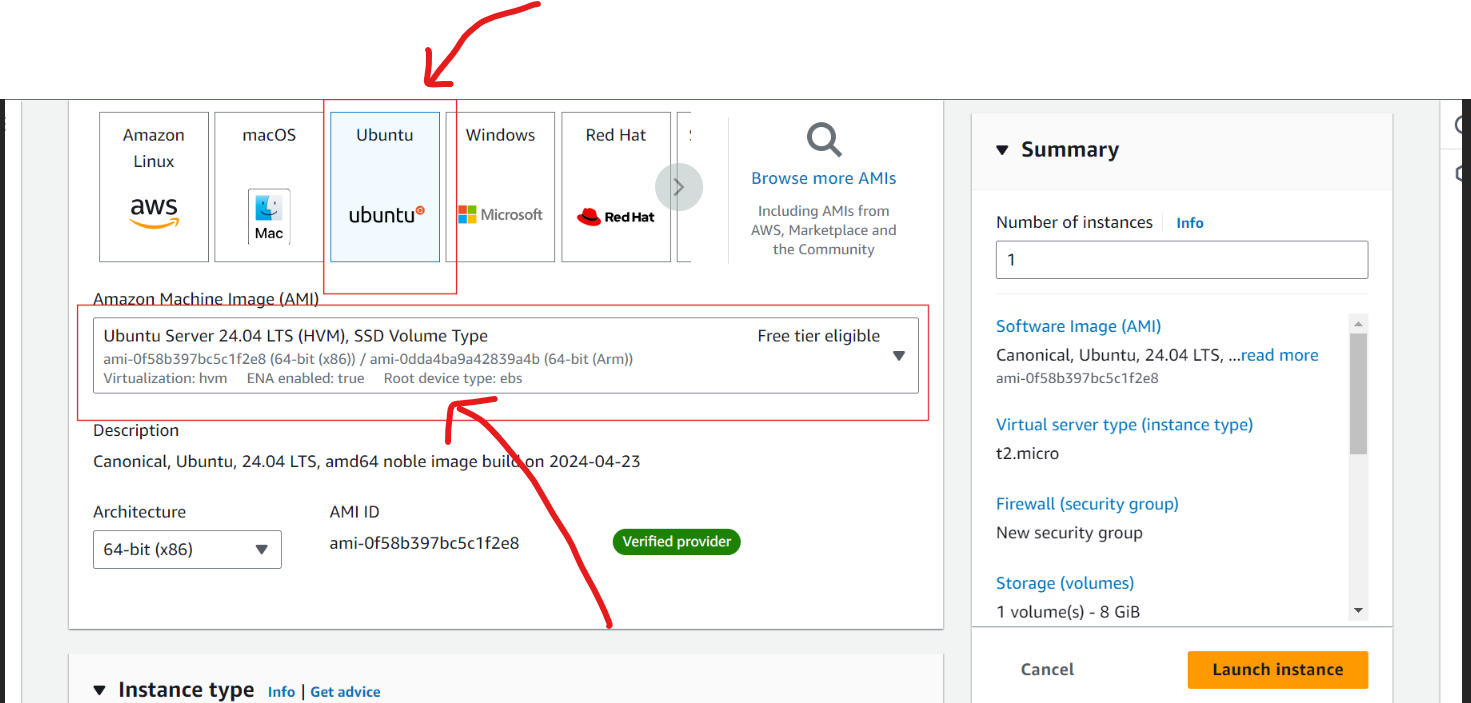 Amazon
Linux
aws
macOS
Mac
Ubuntu
ubuntu
Windows
Microsoft
Red Hat
Red Hat
Browse more AMIs
Including AMIs from
AWS, Marketplace and
the Community
Amazon Machine Image (AMI)
Ubuntu Server 24.04 LTS (HVM), SSD Volume Type Free tier eligible
ami-0f58b397bc5c1f2e8 (64-bit (x86)) / ami-0dda4ba9a42839a4b (64-bit (Arm))
Virtualization: hvm ENA enabled: true Root device type: ebs
Description
Canonical, Ubuntu, 24.04 LTS, amd64 noble image build on 2024-04-23
Architecture
64-bit (x86)
AMI ID
ami-0f58b397bc5c1f2e8
Verified provider
Instance type Info | Get advice
Summary
Number of instances Info
1
Software Image (AMI)
Canonical, Ubuntu, 24.04 LTS, ...read more
ami-0f58b397bc5c1f2e8
Virtual server type (instance type)
t2.micro
Firewall (security group)
New security group
Storage (volumes)
1 volume(s) - 8 GiB
Cancel
Launch instance